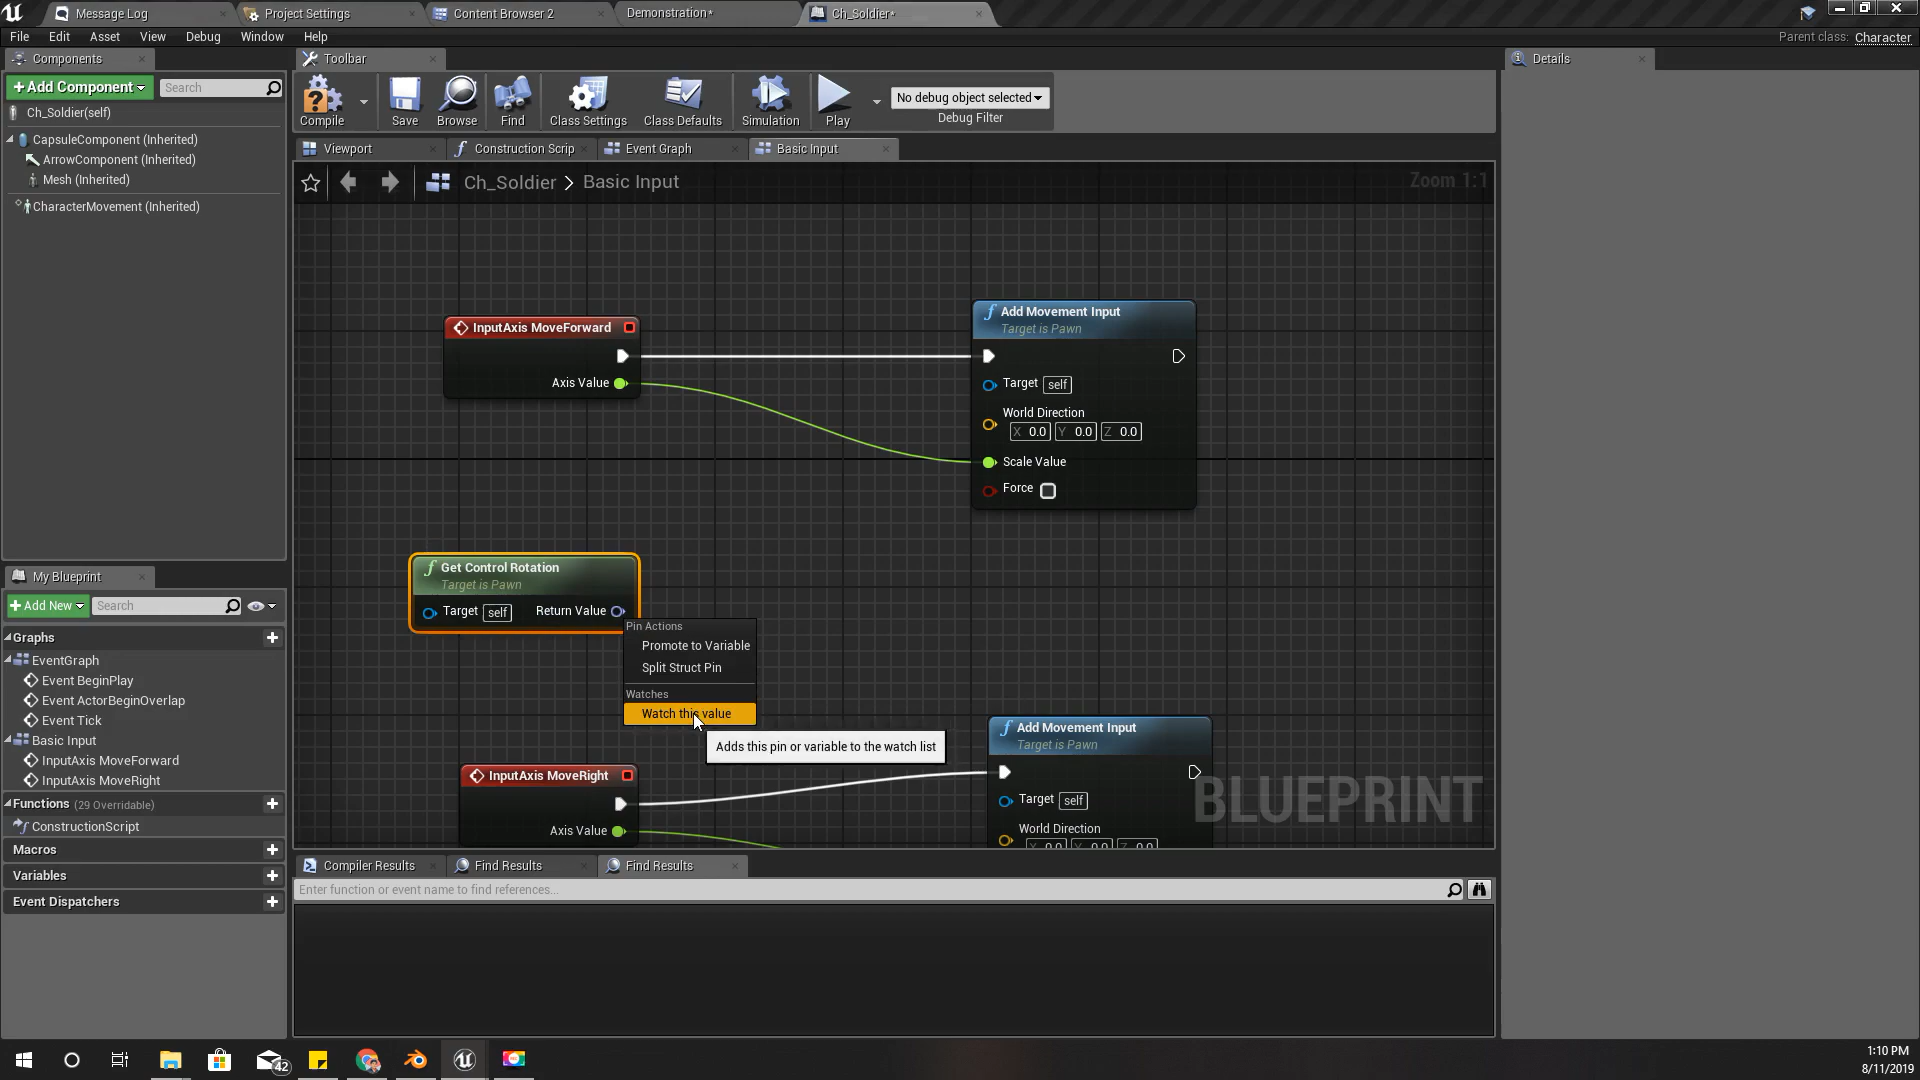 Message Log
Project Settings
Content Browser 2
Demonstration*
Ch_Soldier*
File Edit Asset View Debug Window Help
Parent class: Character
Components
Toolbar
Details
+Add Component
Search
Ch_Soldier(self)
CapsuleComponent (Inherited)
ArrowComponent (Inherited)
Mesh (Inherited)
CharacterMovement (Inherited)
Compile
Save
Browse
Find
Class Settings
Class Defaults
Simulation
Play
No debug object selected
Debug Filter
Viewport
Construction Scrip
Event Graph
Basic Input
Ch_Soldier > Basic Input
Zoom 1:1
InputAxis MoveForward
Axis Value
Add Movement Input
Target is Pawn
Target self
World Direction
X 0.0 Y 0.0 Z 0.0
Scale Value
Force
Get Control Rotation
Target is Pawn
Target self Return Value
Pin Actions
Promote to Variable
Split Struct Pin
Watches
Watch this value
Adds this pin or variable to the watch list
InputAxis MoveRight
Axis Value
Add Movement Input
Target is Pawn
Target self
World Direction
X 0.0 Y 0.0 Z 0.0
BLUEPRINT
My Blueprint
+Add New
Search
Graphs
EventGraph
Event BeginPlay
Event ActorBeginOverlap
Event Tick
Basic Input
InputAxis MoveForward
InputAxis MoveRight
Functions (29 Overridable)
ConstructionScript
Macros
Variables
Event Dispatchers
Compiler Results
Find Results
Find Results
Enter function or event name to find references...
42
1:10 PM
8/11/2019